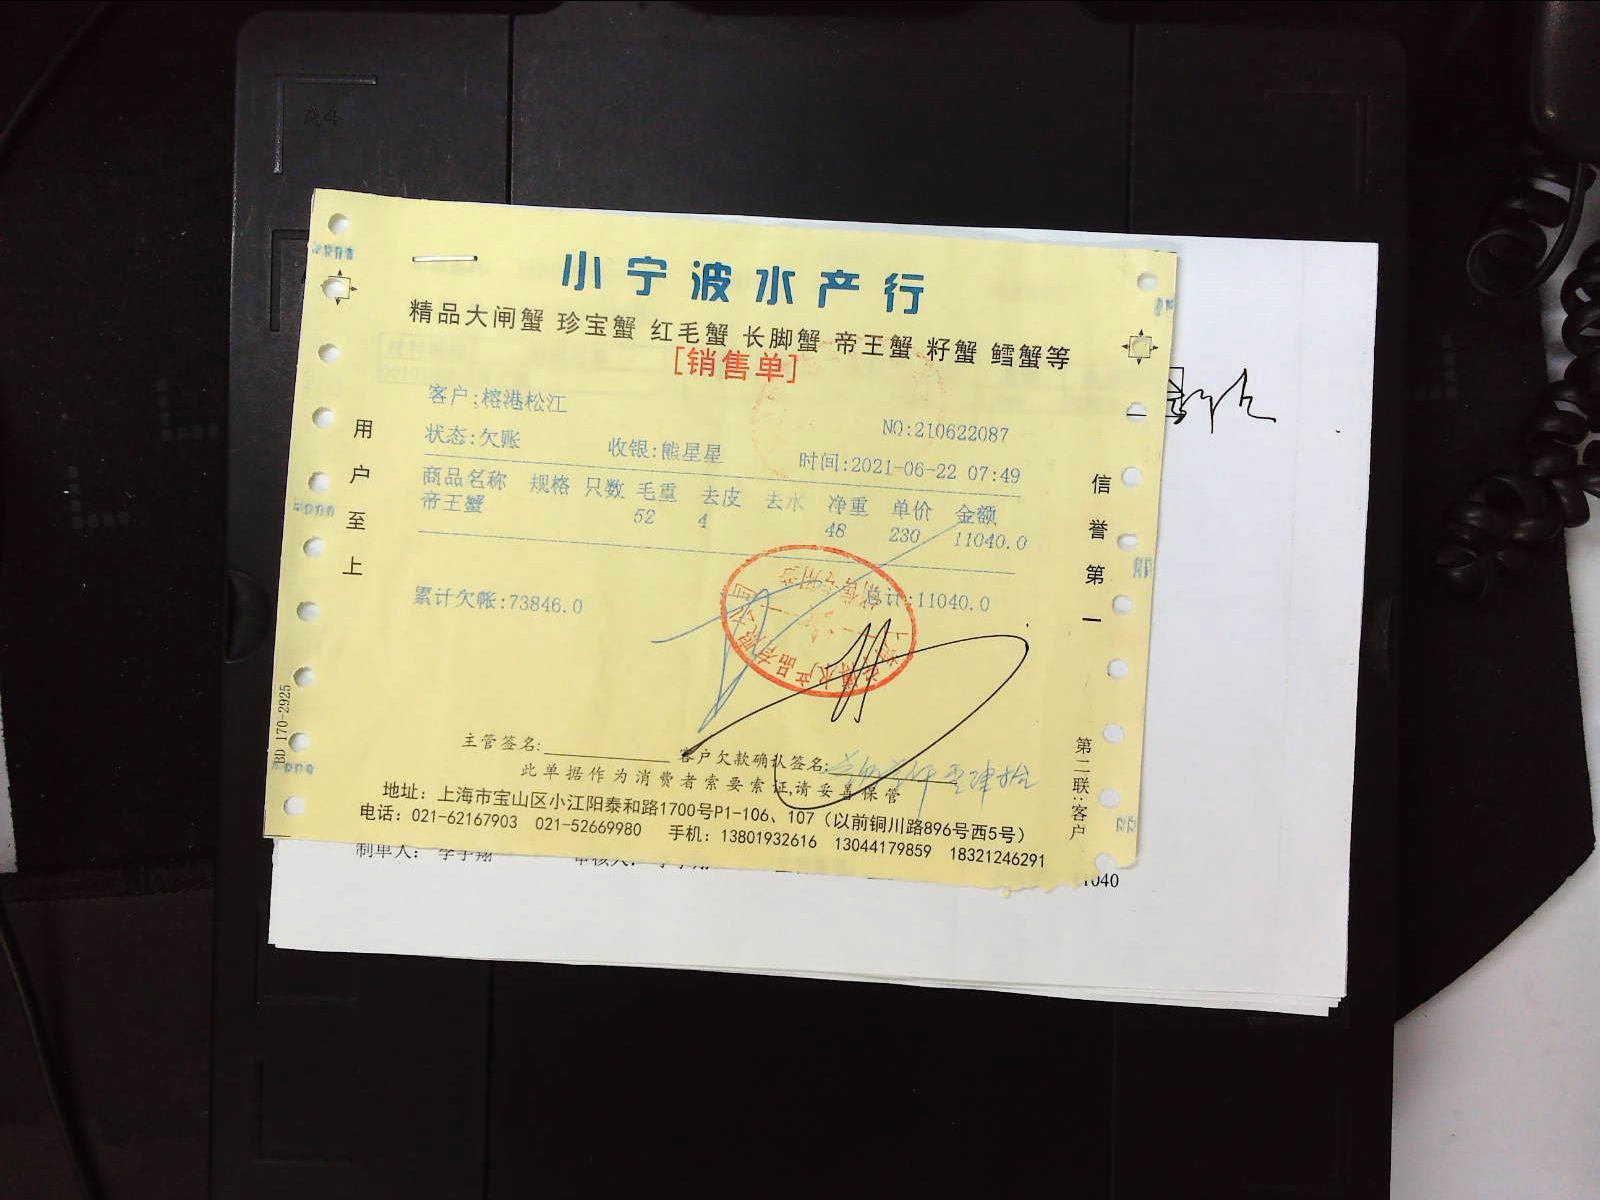 小宁波水产行
精品大闸蟹 珍宝蟹 红毛蟹 长脚蟹 帝王蟹 籽蟹 鳕蟹等
[销售单]
客户:榕港松江
NO:210622087
状态:欠账 收银:熊星星 时间:2021-06-22 07:49
商品名称 规格 只数 毛重 去皮 去水 净重 单价 金额
帝王蟹 52 4 48 230 11040.0
累计欠帐:73846.0 总计:11040.0
用户至上
信誉第一
BD 170-2925
第二联:客户
主管签名: 客户欠款确认签名:
此单据作为消费者索要索证,请妥善保管
地址：上海市宝山区小江阳泰和路1700号P1-106、107（以前铜川路896号西5号）
电话：021-62167903 021-52669980 手机：13801932616 13044179859 18321246291
制单人： 李宇翔
A4